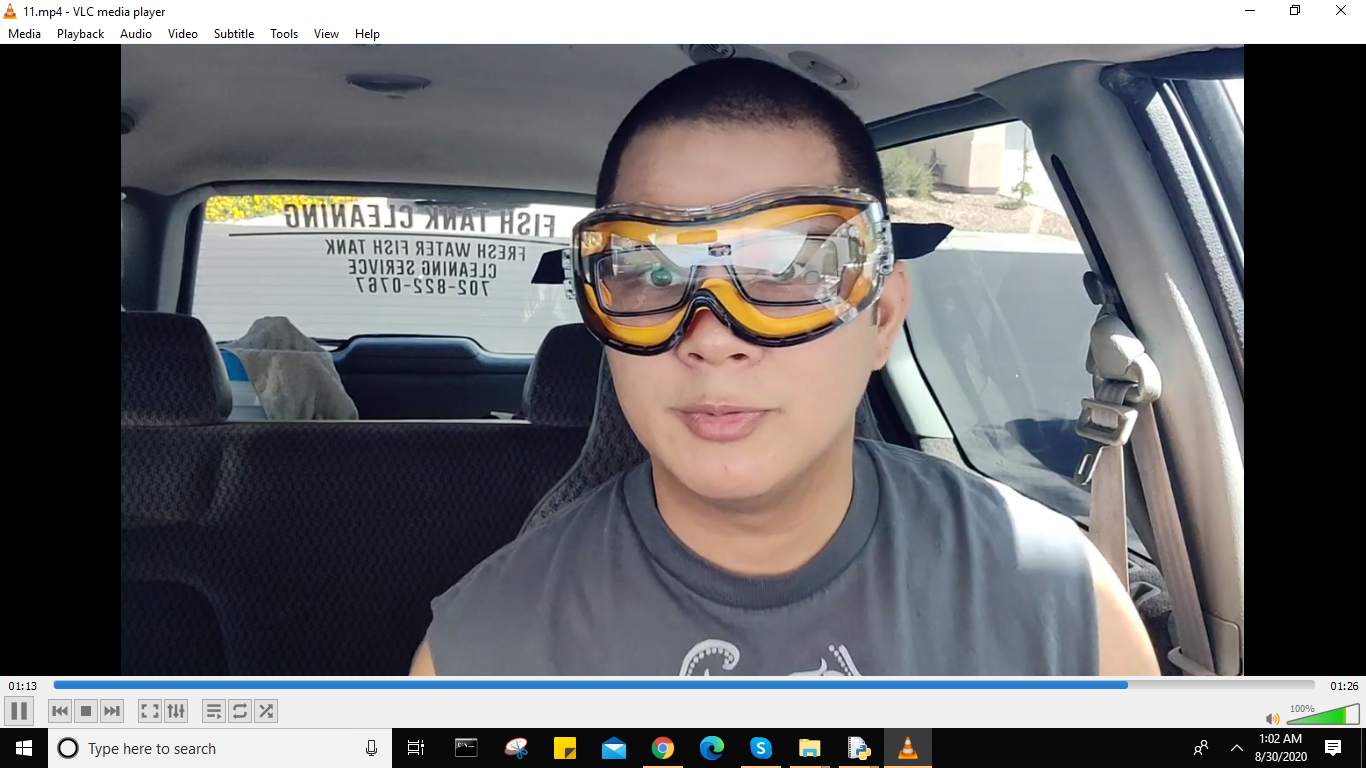 11.mp4 - VLC media player
Media Playback Audio Video Subtitle Tools View Help
FISH TANK CLEANING
FRESH WATER FISH TANK
CLEANING SERIVCE
702-822-0767
01:13
01:26
100%
Type here to search
1:02 AM
8/30/2020